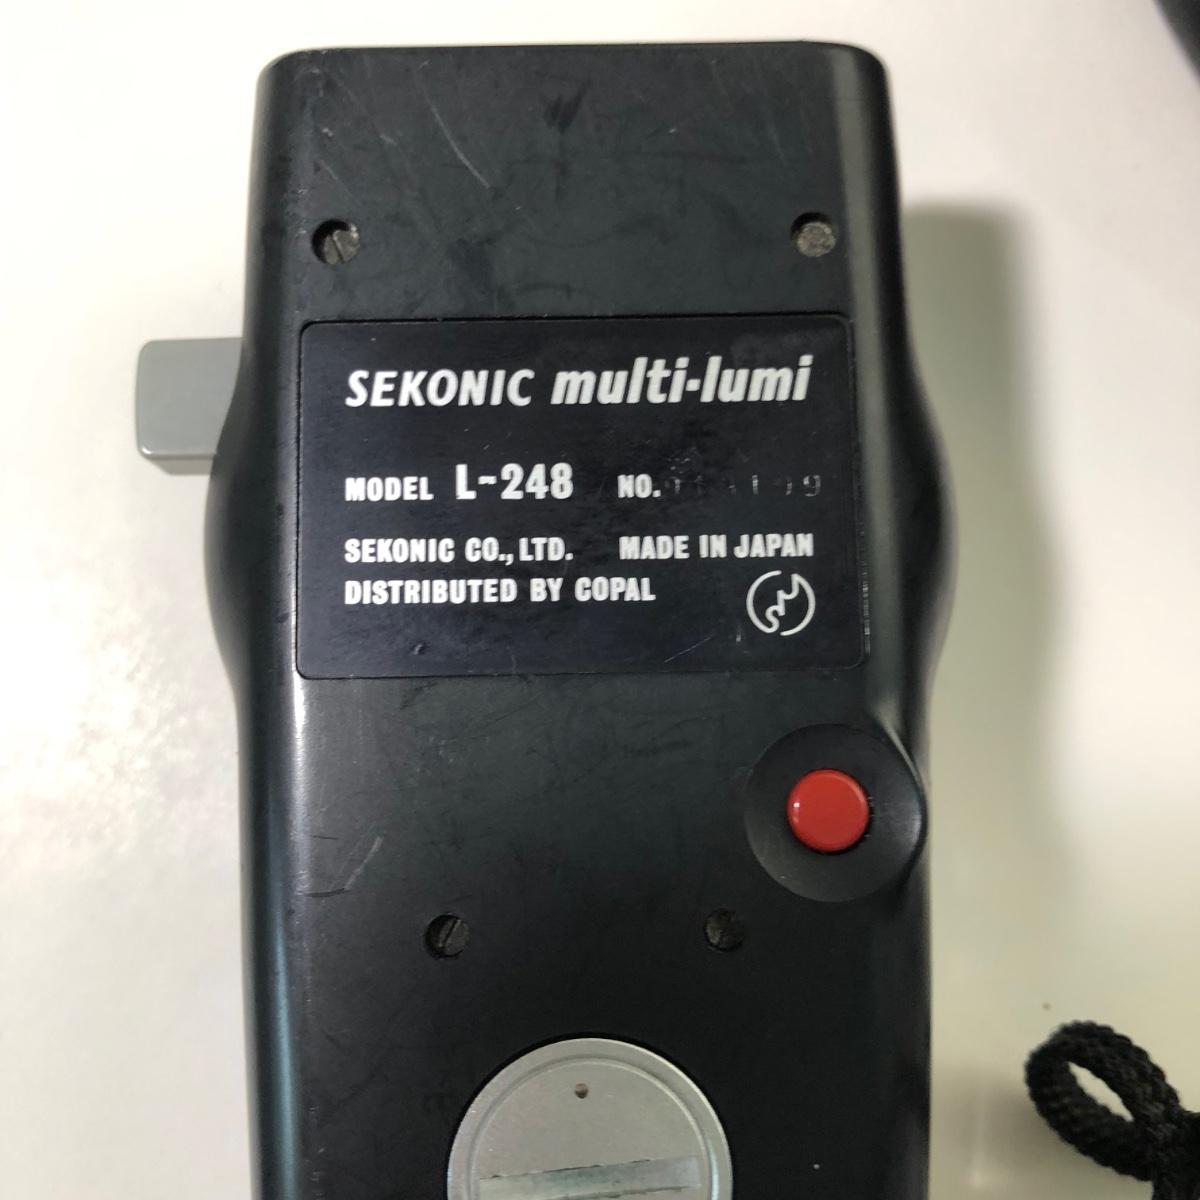 SEKONIC multi-lumi
MODEL L-248 NO.
SEKONIC CO., LTD. MADE IN JAPAN
DISTRIBUTED BY COPAL